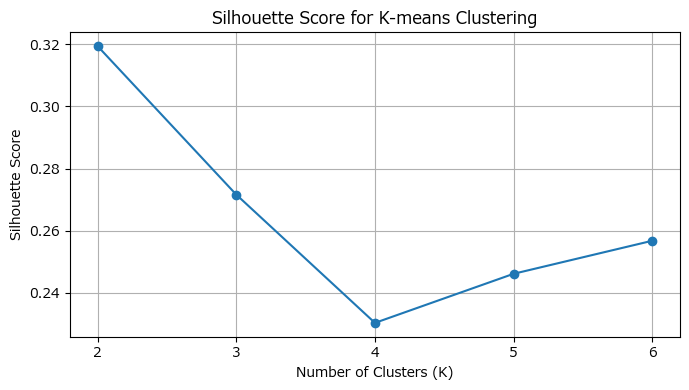 Silhouette Score for K-means Clustering
Silhouette Score
0.32
0.30
0.28
0.26
0.24
2 3 4 5 6
Number of Clusters (K)